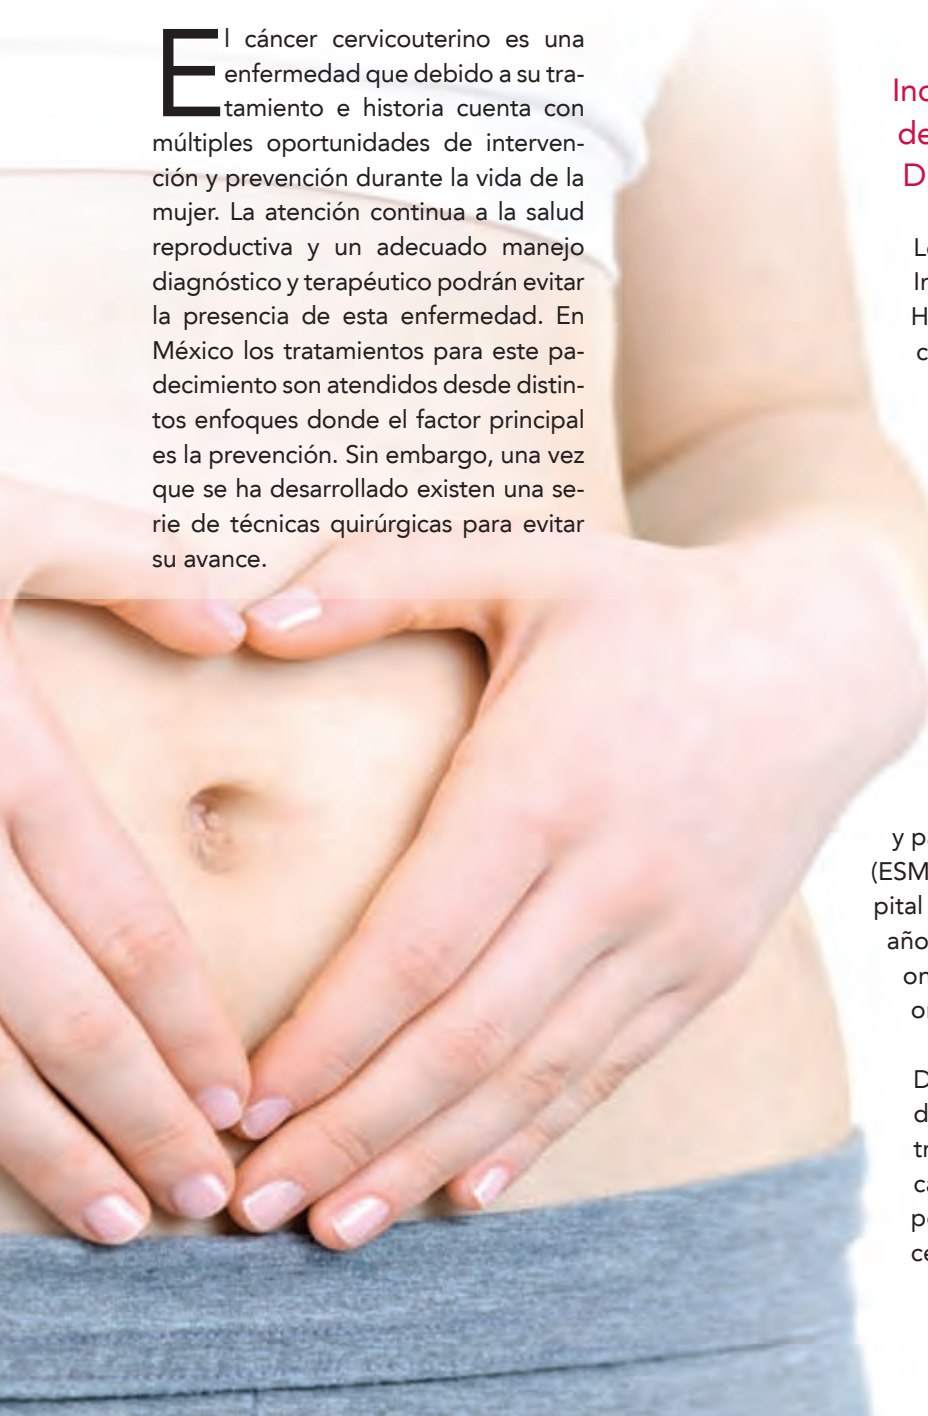 El cáncer cervicouterino es una
enfermedad que debido a su tra-
tamiento e historia cuenta con
múltiples oportunidades de interven-
ción y prevención durante la vida de la
mujer. La atención continua a la salud
reproductiva y un adecuado manejo
diagnóstico y terapéutico podrán evitar
la presencia de esta enfermedad. En
México los tratamientos para este pa-
decimiento son atendidos desde distin-
tos enfoques donde el factor principal
es la prevención. Sin embargo, una vez
que se ha desarrollado existen una se-
rie de técnicas quirúrgicas para evitar
su avance.
de
y
(ESM
pital